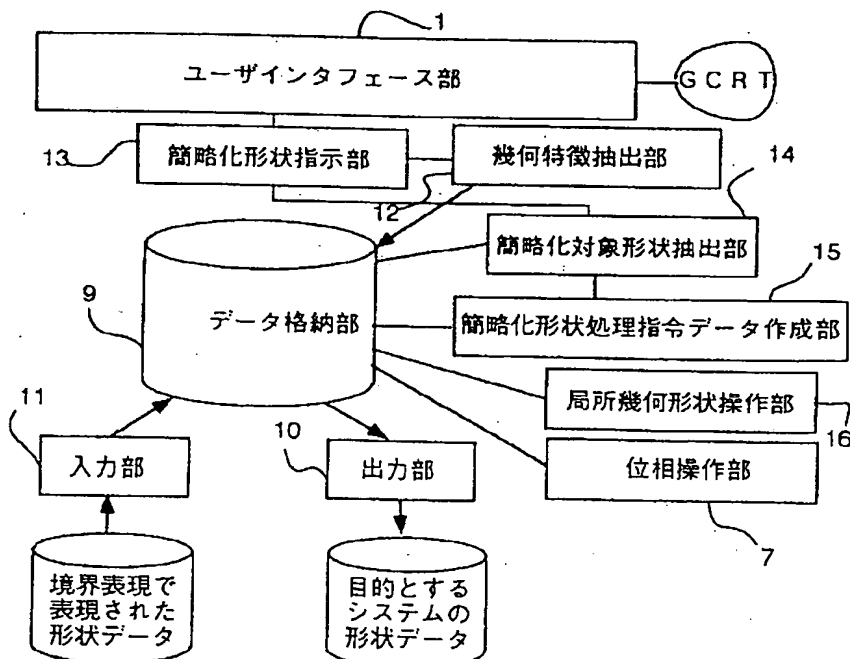 1
ユーザインタフェース部
GCRT
13
簡略化形状指示部
幾何特徴抽出部
14
12
簡略化対象形状抽出部
15
9
データ格納部
簡略化形状処理指令データ作成部
局所幾何形状操作部
16
11
入力部
10
出力部
位相操作部
7
境界表現で
表現された
形状データ
目的とする
システムの
形状データ